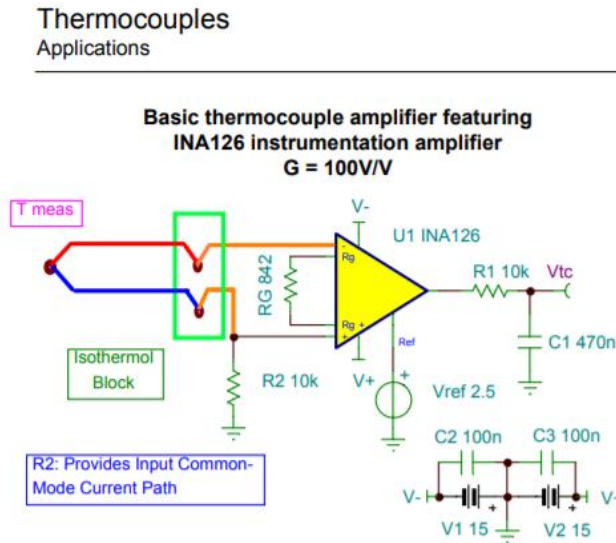 Thermocouples
Applications
Basic thermocouple amplifier featuring
INA126 instrumentation amplifier
G = 100V/V
T meas
V-
U1 INA126
-
Rg
RG 842
R1 10k
Vtc
Rg +
+
Ref
C1 470n
Isothermol
Block
R2 10k
V+
+
Vref 2.5
C2 100n
C3 100n
R2: Provides Input Common-
Mode Current Path
V-
+
+
V+
V1 15
V2 15